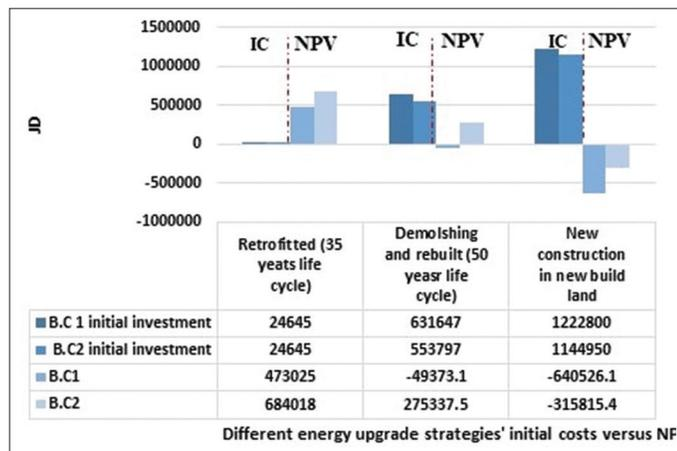 1500000
1000000
500000
0
-500000
-1000000
JD
IC NPV
IC NPV
IC NPV
Retrofitted (35
yeats life
cycle)
Demolshing
and rebuilt (50
yeasr life
cycle)
New
construction
in new build
land
B.C 1 initial investment 24645 631647 1222800
B.C2 initial investment 24645 553797 1144950
B.C1 473025 -49373.1 -640526.1
B.C2 684018 275337.5 -315815.4
Different energy upgrade strategies' initial costs versus NP